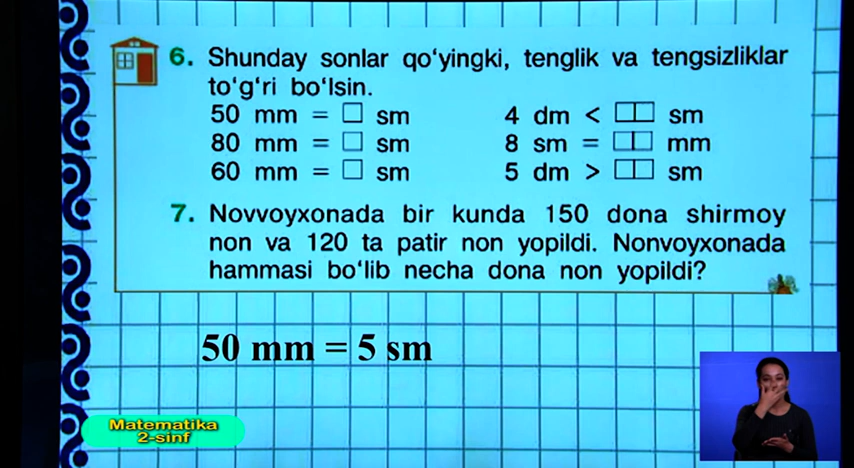 6. Shunday sonlar qo‘yingki, tenglik va tengsizliklar
to‘g‘ri bo‘lsin.
50 mm = □ sm 4 dm < □□ sm
80 mm = □ sm 8 sm = □□ mm
60 mm = □ sm 5 dm > □□ sm
7. Novvoyxonada bir kunda 150 dona shirmoy
non va 120 ta patir non yopildi. Nonvoyxonada
hammasi bo‘lib necha dona non yopildi?
50 mm = 5 sm
Matematika
2-sinf